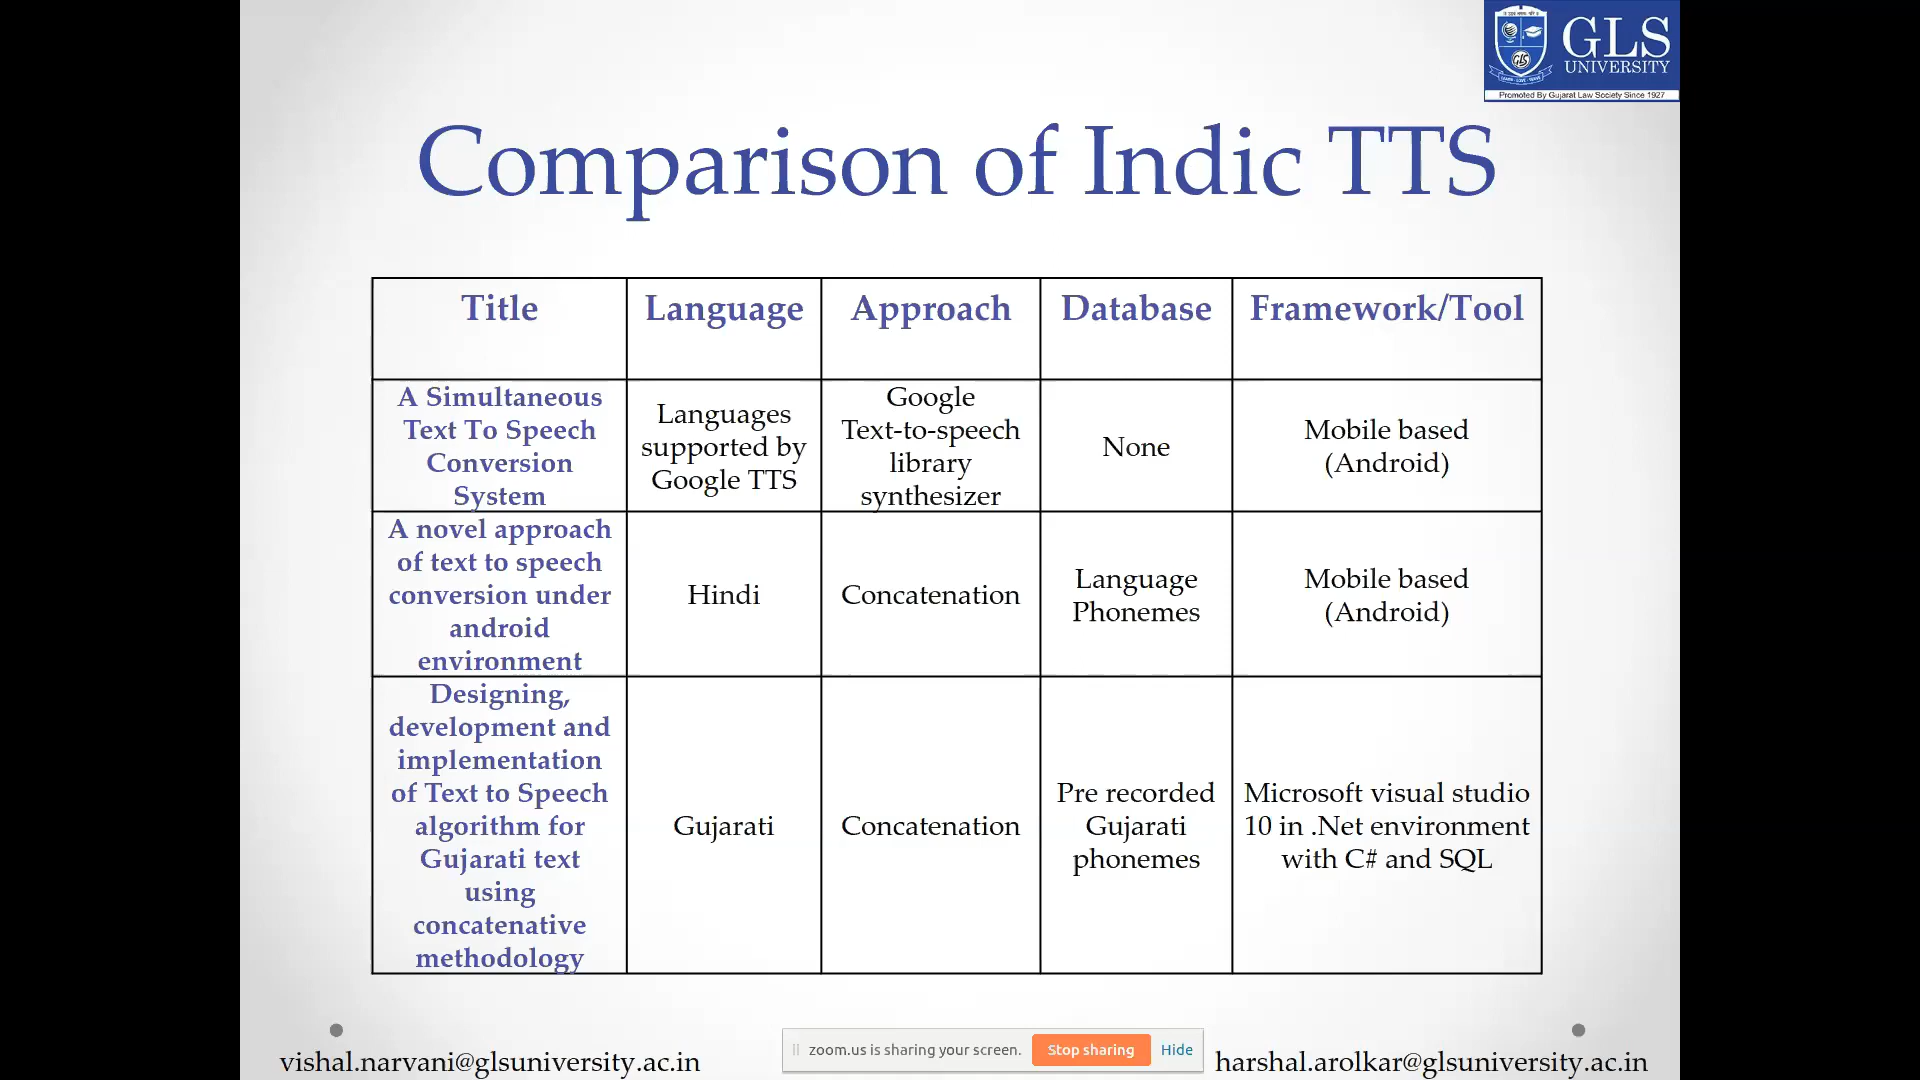 GLS
UNIVERSITY
Promoted By Gujarat Law Society Since 1927
Comparison of Indic TTS
Title
Language
Approach
Database
Framework/Tool
A Simultaneous
Text To Speech
Conversion
System
Languages
supported by
Google TTS
Google
Text-to-speech
library
synthesizer
None
Mobile based
(Android)
A novel approach
of text to speech
conversion under
android
environment
Hindi
Concatenation
Language
Phonemes
Mobile based
(Android)
Designing,
development and
implementation
of Text to Speech
algorithm for
Gujarati text
using
concatenative
methodology
Gujarati
Concatenation
Pre recorded
Gujarati
phonemes
Microsoft visual studio
10 in .Net environment
with C# and SQL
vishal.narvani@glsuniversity.ac.in
zoom.us is sharing your screen.
Stop sharing
Hide
harshal.arolkar@glsuniversity.ac.in